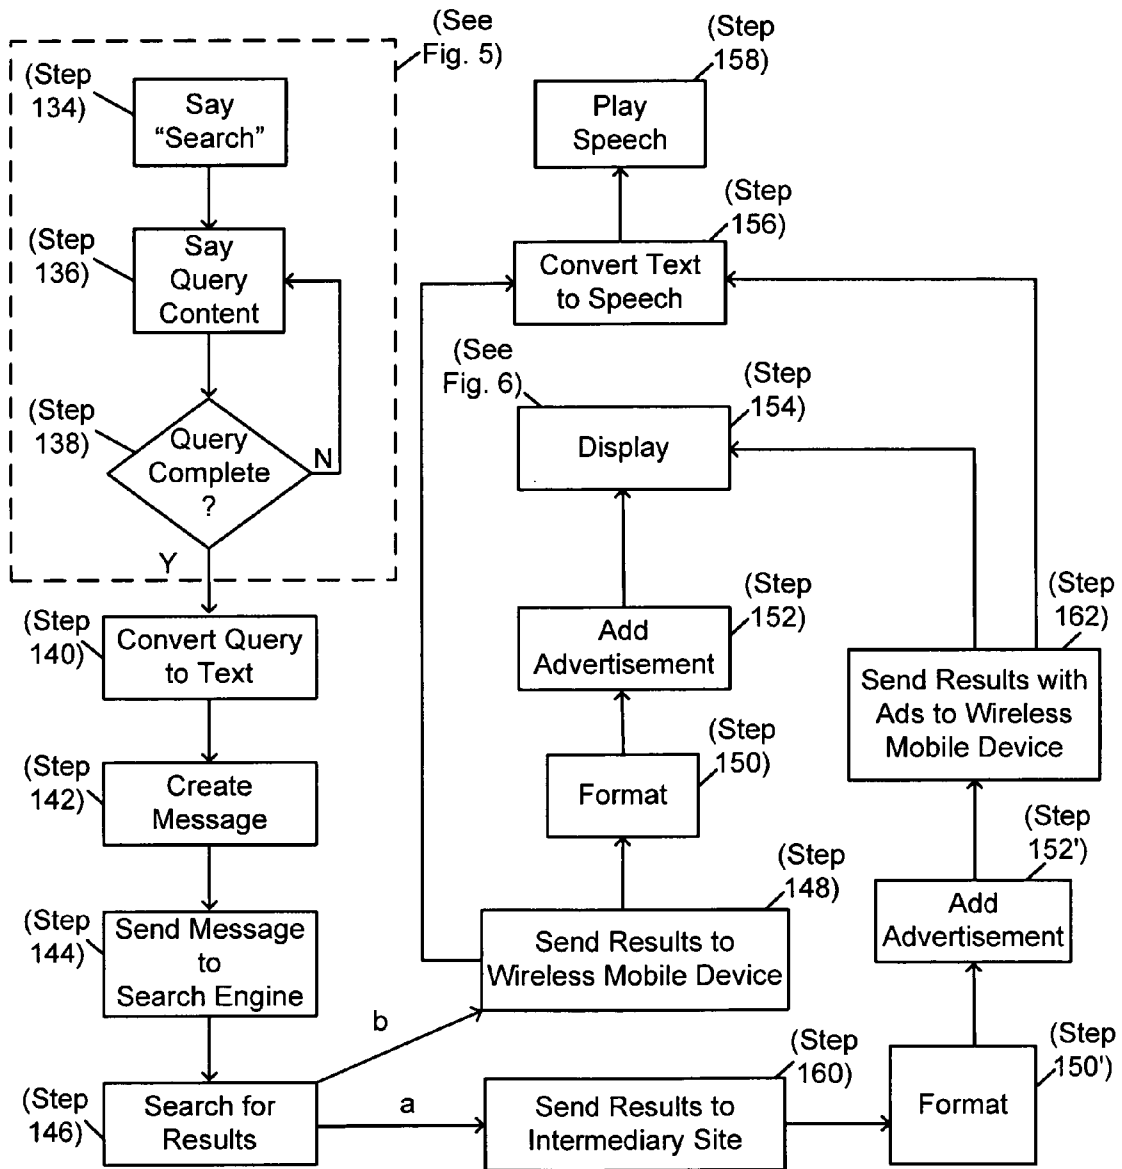 (See
Fig. 5)
(Step
134)
Say
“Search”
(Step
136)
Say
Query
Content
(Step
138)
Query
Complete
?
N
Y
(Step
140)
Convert Query
to Text
(Step
142)
Create
Message
(Step
144)
Send Message
to
Search Engine
(Step
146)
Search for
Results
b
a
(Step
158)
Play
Speech
(Step
156)
Convert Text
to Speech
(See
Fig. 6)
(Step
154)
Display
(Step
152)
Add
Advertisement
(Step
150)
Format
(Step
148)
Send Results to
Wireless Mobile Device
(Step
160)
Send Results to
Intermediary Site
(Step
162)
Send Results with
Ads to Wireless
Mobile Device
(Step
152')
Add
Advertisement
(Step
150')
Format